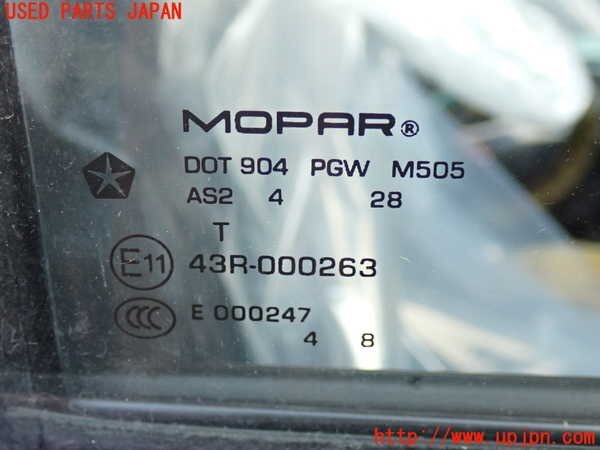 USED PARTS JAPAN
MOPAR®
DOT 904 PGW M505
AS2 4 28
T
E11 43R-000263
CCC E 000247
4 8
http://www.upjpn.com